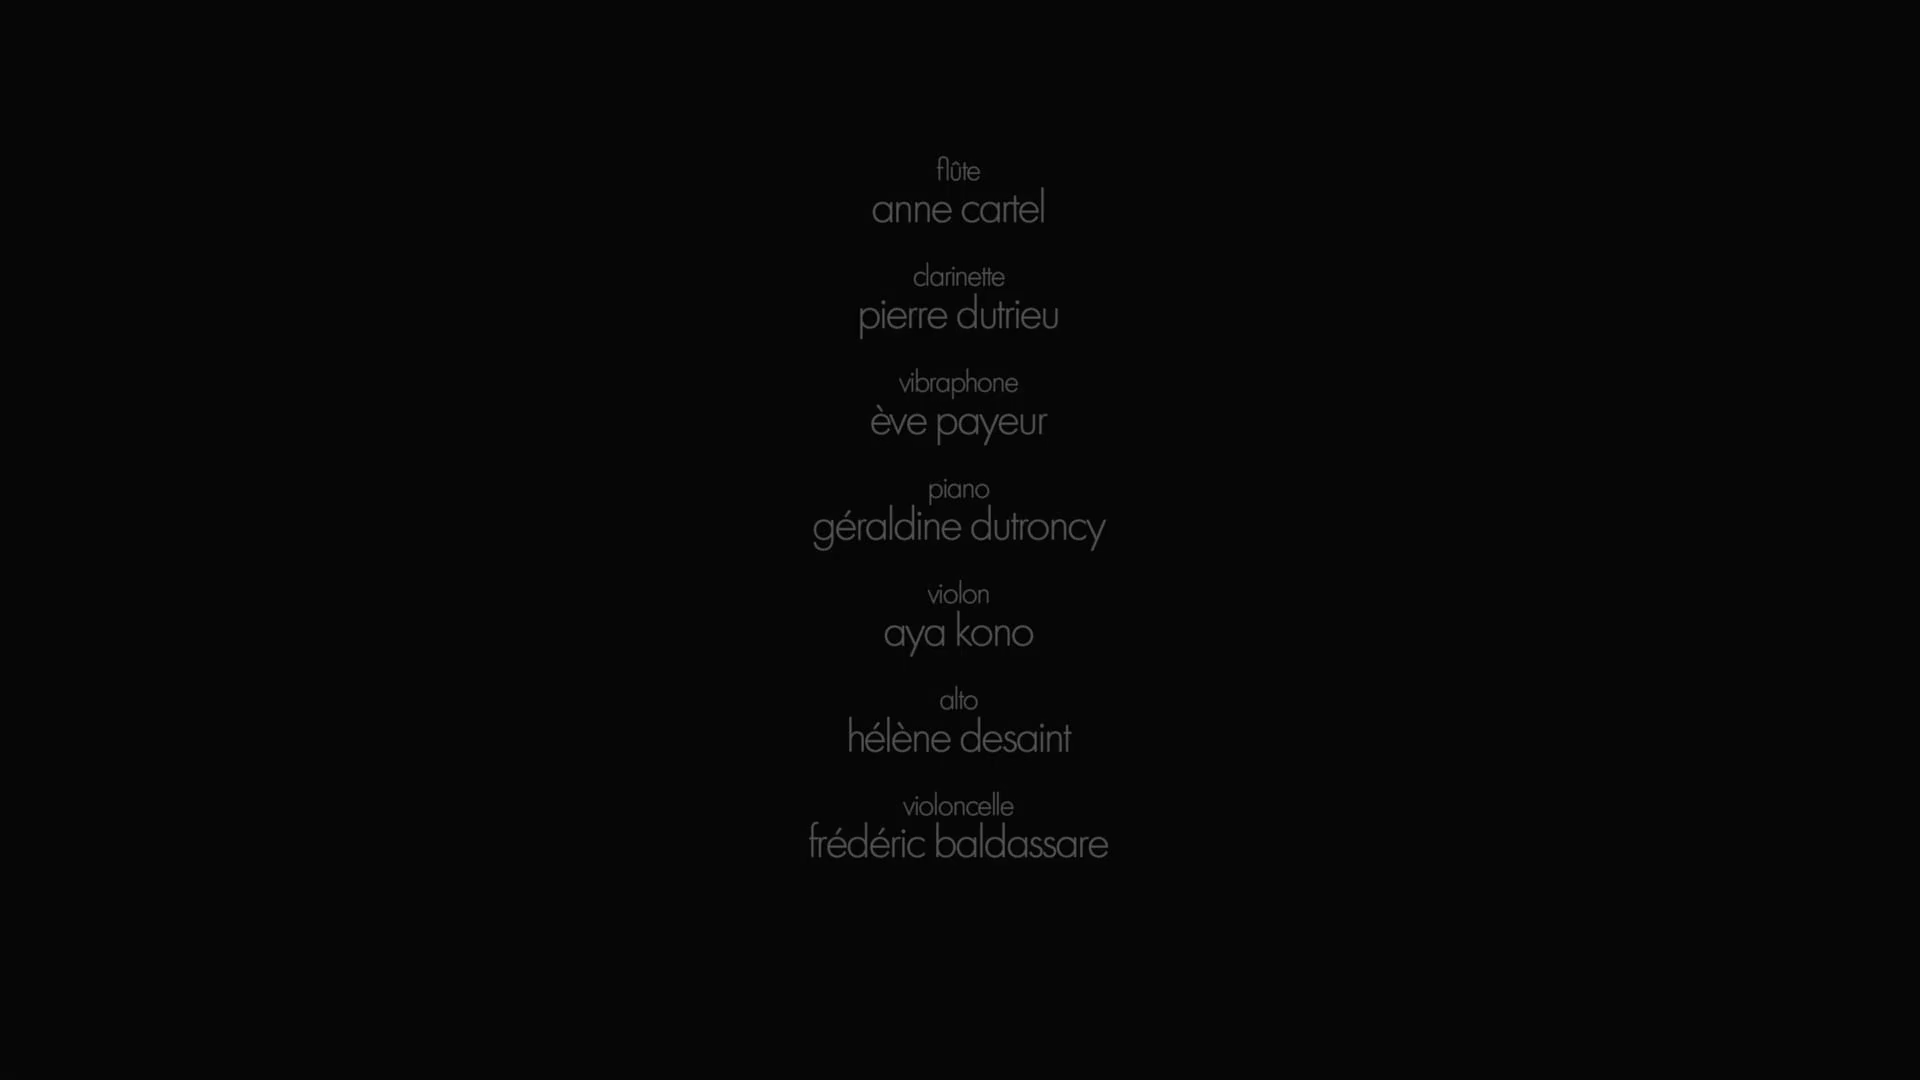 flûte
anne cartel
clarinette
pierre dutrieu
vibraphone
ève payeur
piano
géraldine dutroncy
violon
aya kono
alto
hélène desaint
violoncelle
frédéric baldassare